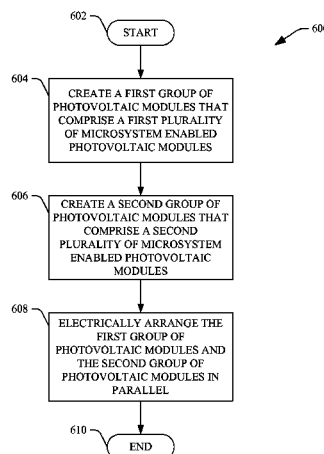 602
START
600
604
CREATE A FIRST GROUP OF
PHOTOVOLTAIC MODULES THAT
COMPRISE A FIRST PLURALITY
OF MICROSYSTEM ENABLED
PHOTOVOLTAIC MODULES
606
CREATE A SECOND GROUP OF
PHOTOVOLTAIC MODULES THAT
COMPRISE A SECOND
PLURALITY OF MICROSYSTEM
ENABLED PHOTOVOLTAIC
MODULES
608
ELECTRICALLY ARRANGE THE
FIRST GROUP OF
PHOTOVOLTAIC MODULES AND
THE SECOND GROUP OF
PHOTOVOLTAIC MODULES IN
PARALLEL
610
END